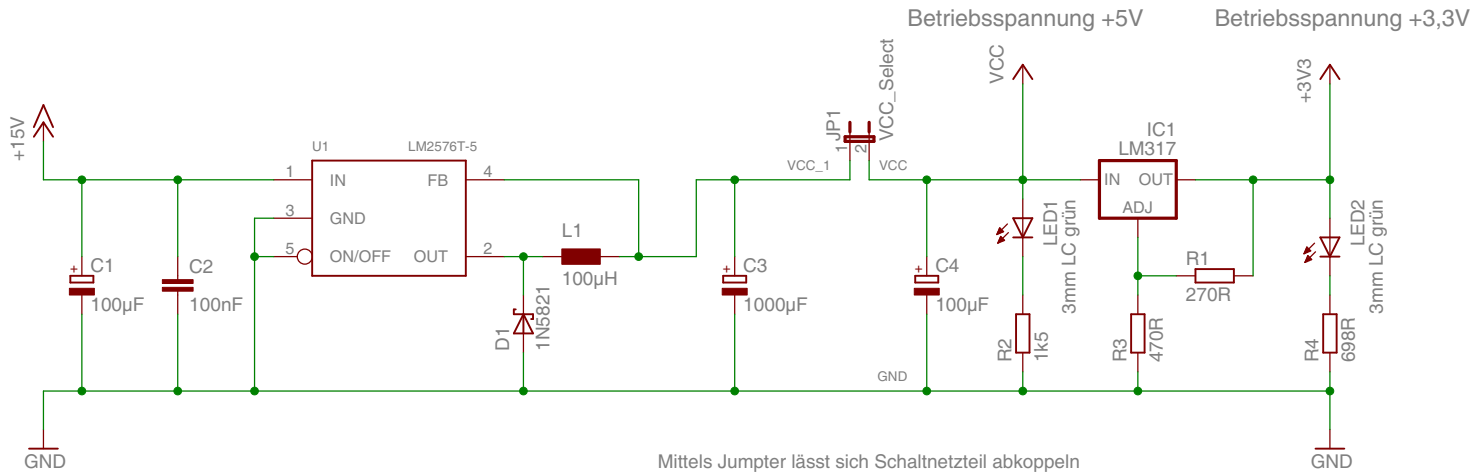 Betriebsspannung +5V
Betriebsspannung +3,3V
+15V
U1
LM2576T-5
1
IN
FB
4
3
GND
5
ON/OFF
OUT
2
C1
100µF
C2
100nF
D1
1N5821
L1
100µH
C3
1000µF
VCC_1
JP1
1
2
VCC_Select
VCC
C4
100µF
VCC
LED1
3mm LC grün
R2
1k5
IC1
LM317
IN
OUT
ADJ
R1
270R
R3
470R
+3V3
LED2
3mm LC grün
R4
698R
GND
GND
GND
Mittels Jumpter lässt sich Schaltnetzteil abkoppeln